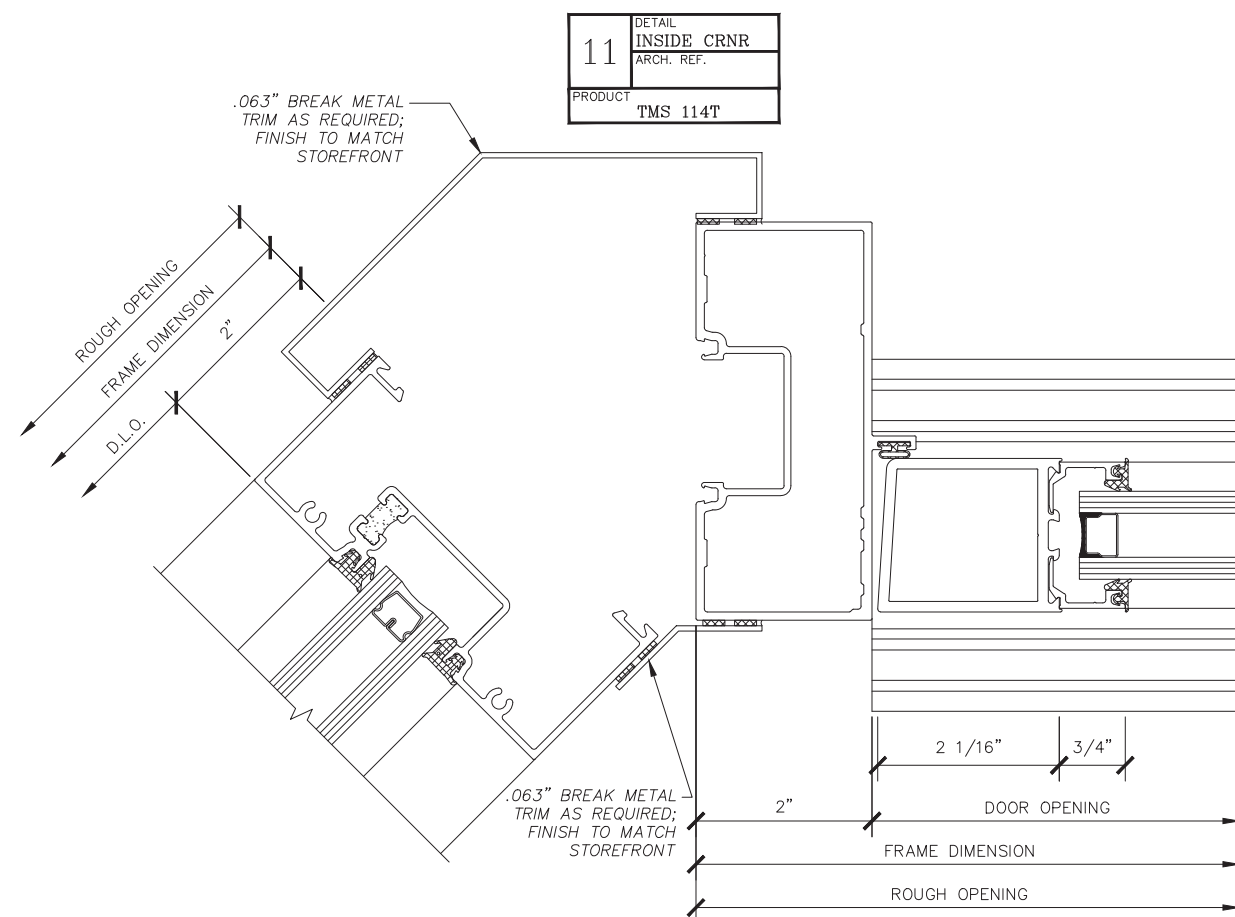 11
DETAIL
INSIDE CRNR
ARCH. REF.
PRODUCT
TMS 114T
.063" BREAK METAL
TRIM AS REQUIRED;
FINISH TO MATCH
STOREFRONT
ROUGH OPENING
FRAME DIMENSION
2"
D.L.O.
2 1/16"
3/4"
.063" BREAK METAL
TRIM AS REQUIRED;
FINISH TO MATCH
STOREFRONT
2"
DOOR OPENING
FRAME DIMENSION
ROUGH OPENING